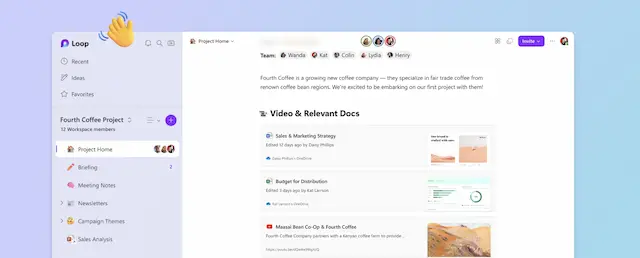 Loop
Recent
Ideas
Favorites
Fourth Coffee Project
12 Workspace members
Project Home
Briefing
2
Meeting Notes
Newsletters
Campaign Themes
Sales Analysis
Project Home
Invite
Team: Wanda Kat Colin Lydia Henry
Fourth Coffee is a growing new coffee company — they specialize in fair trade coffee from
renown coffee bean regions. We're excited to be embarking on our first project with them!
Video & Relevant Docs
Sales & Marketing Strategy
Edited 12 days ago by Daisy Phillips
Daisy Phillips's OneDrive
Budget for Distribution
Edited 3 days ago by Kat Larsson
Kat Larsson's OneDrive
Maasai Bean Co-Op & Fourth Coffee
Fourth Coffee Company partners with a Kenyan coffee farm to provide...